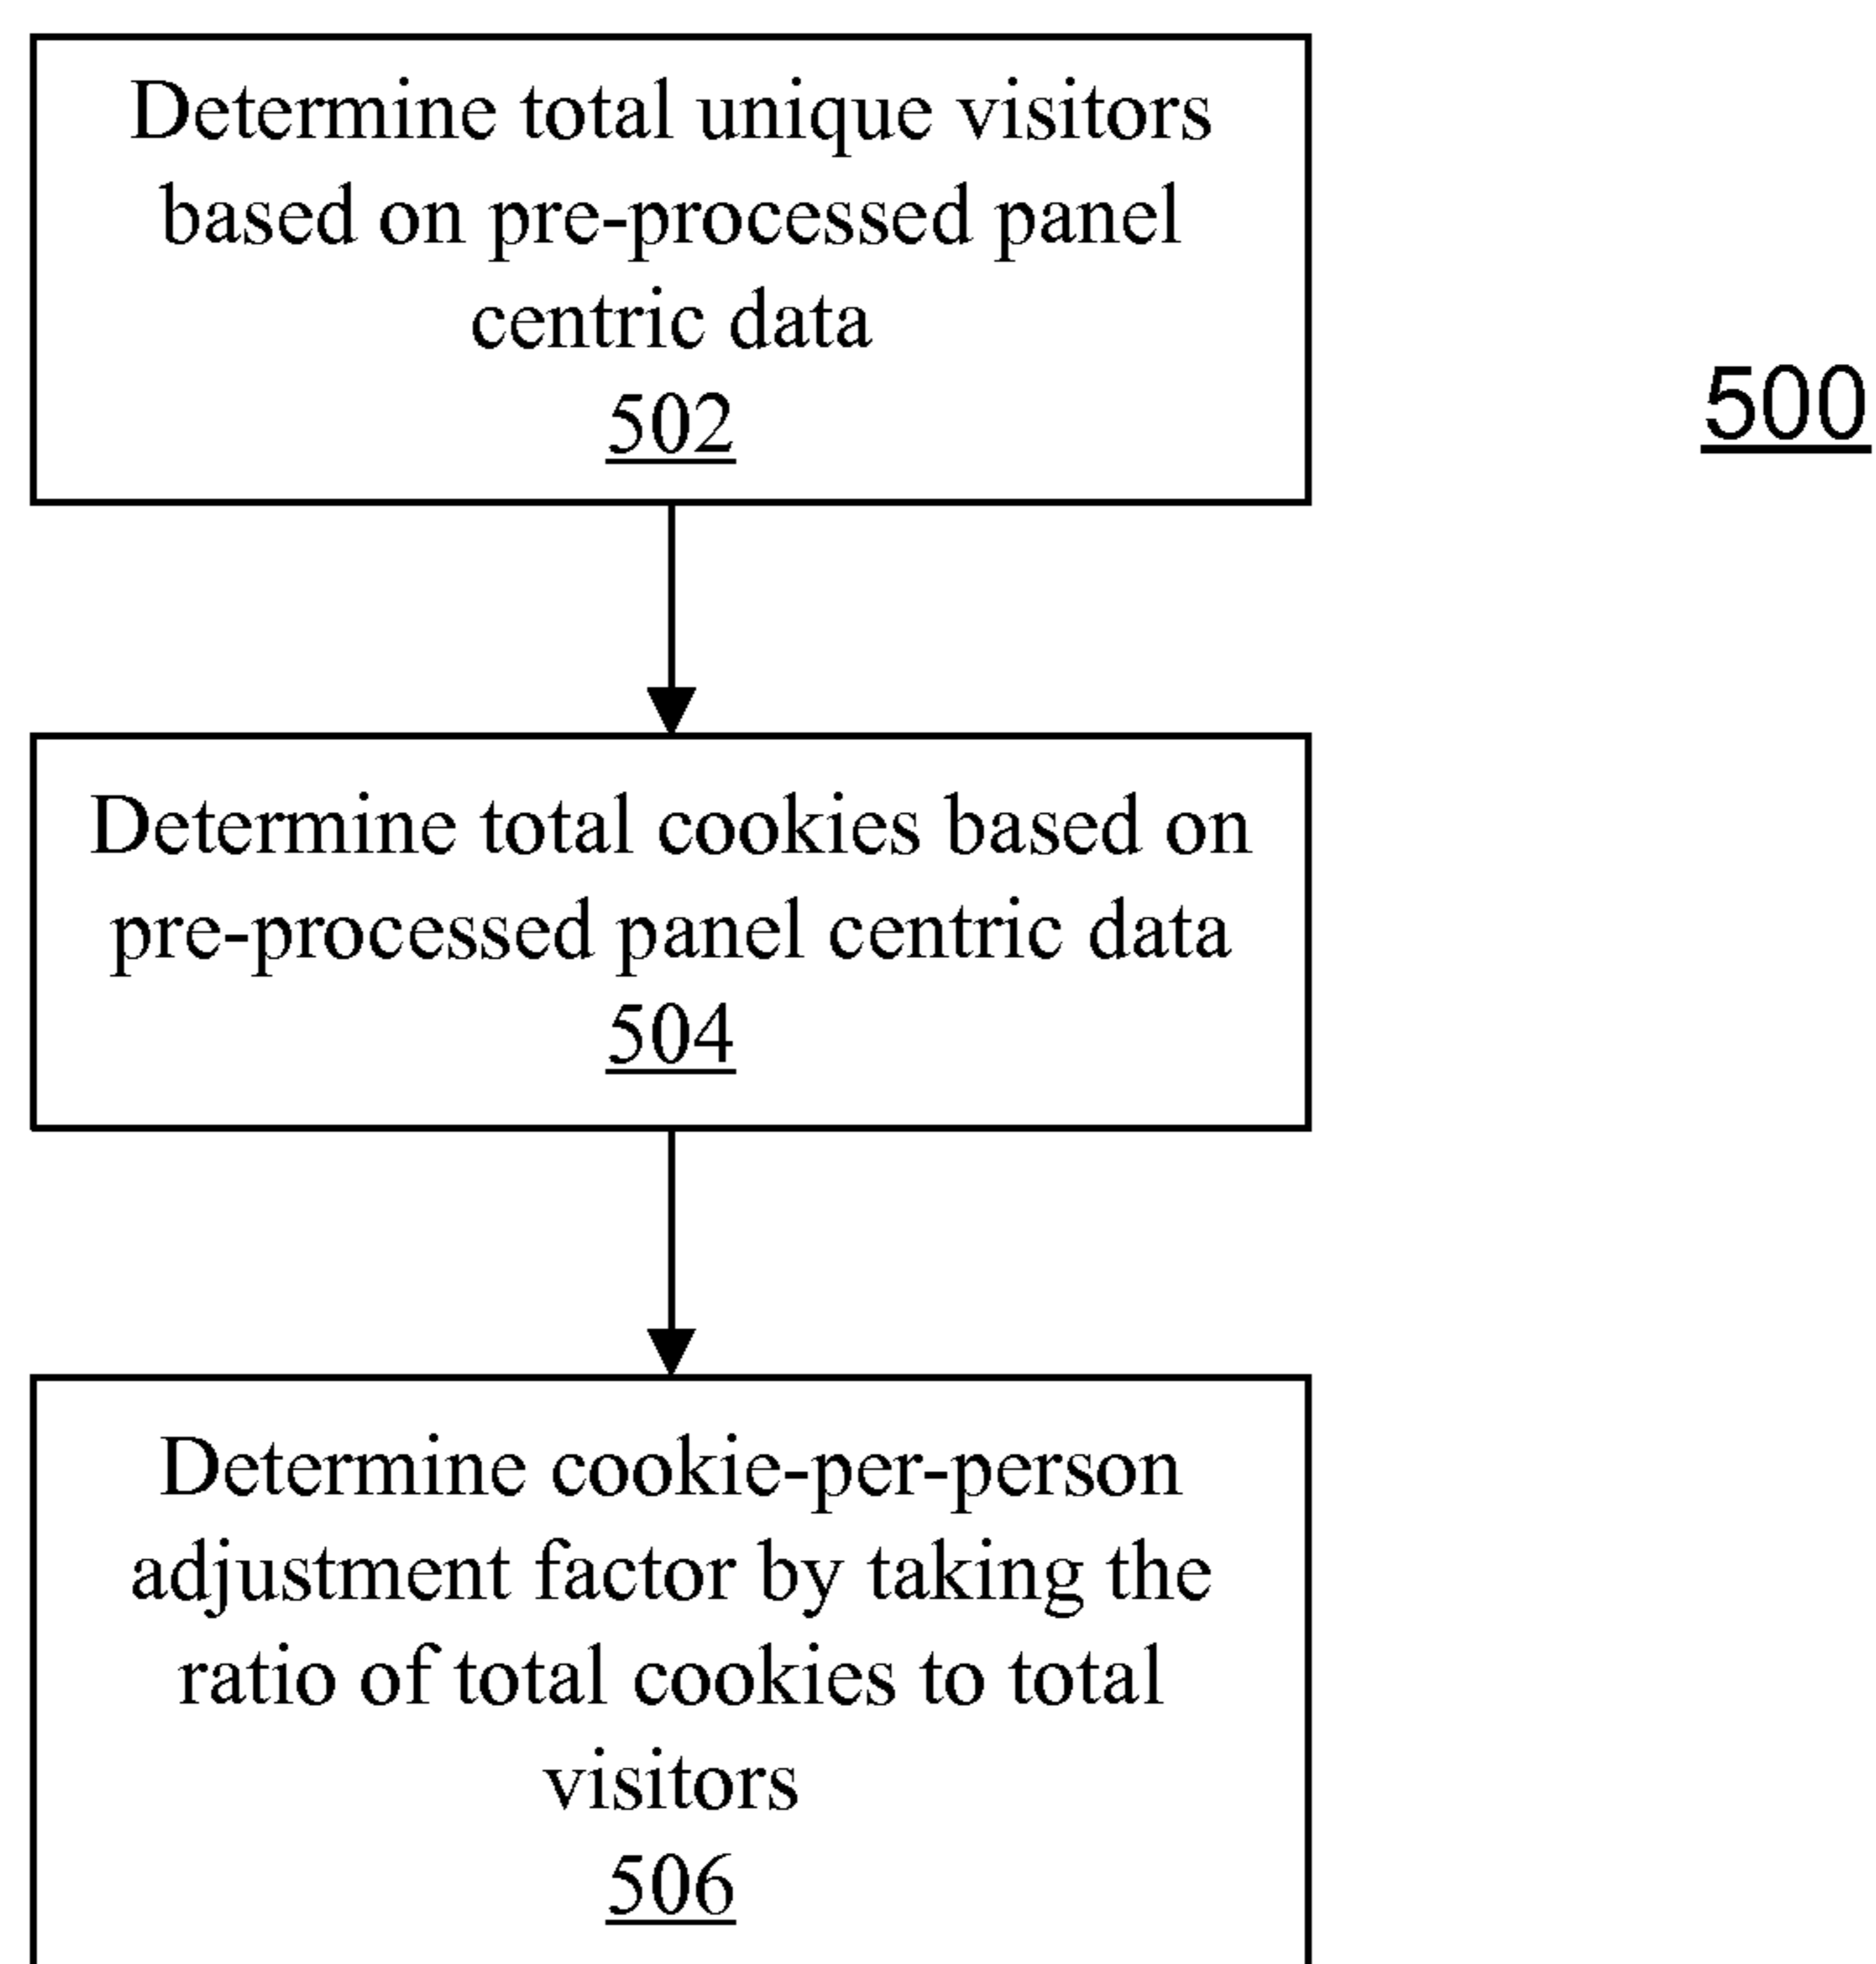 Determine total unique visitors
based on pre-processed panel
centric data
502
500
Determine total cookies based on
pre-processed panel centric data
504
Determine cookie-per-person
adjustment factor by taking the
ratio of total cookies to total
visitors
506